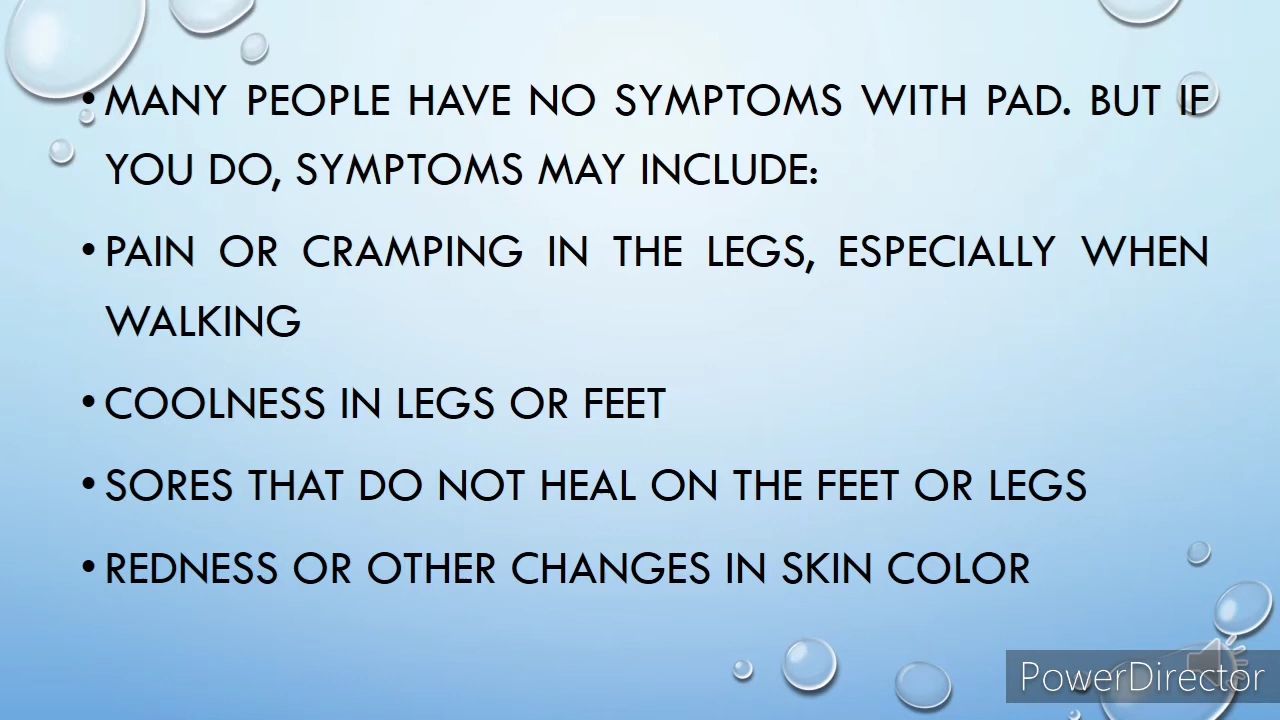 • MANY PEOPLE HAVE NO SYMPTOMS WITH PAD. BUT IF
YOU DO, SYMPTOMS MAY INCLUDE:
• PAIN OR CRAMPING IN THE LEGS, ESPECIALLY WHEN
WALKING
• COOLNESS IN LEGS OR FEET
• SORES THAT DO NOT HEAL ON THE FEET OR LEGS
• REDNESS OR OTHER CHANGES IN SKIN COLOR
PowerDirector